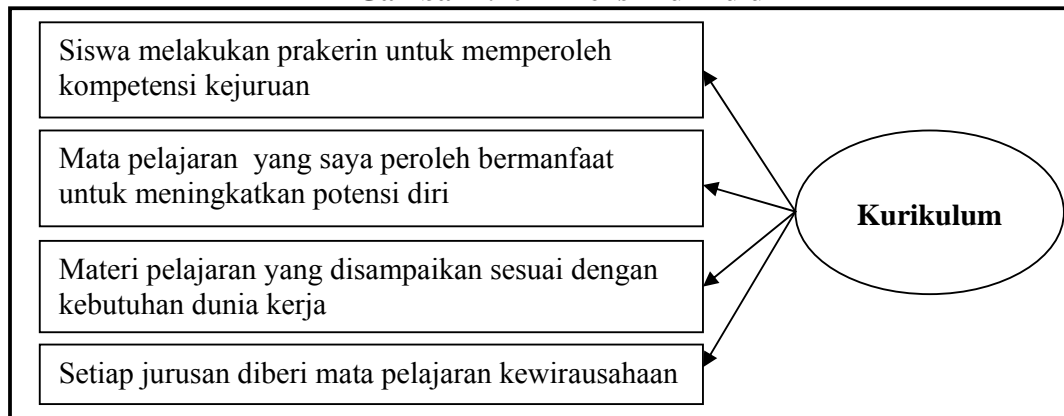 Siswa melakukan prakerin untuk memperoleh
kompetensi kejuruan
Mata pelajaran yang saya peroleh bermanfaat
untuk meningkatkan potensi diri
Materi pelajaran yang disampaikan sesuai dengan
kebutuhan dunia kerja
Setiap jurusan diberi mata pelajaran kewirausahaan
Kurikulum